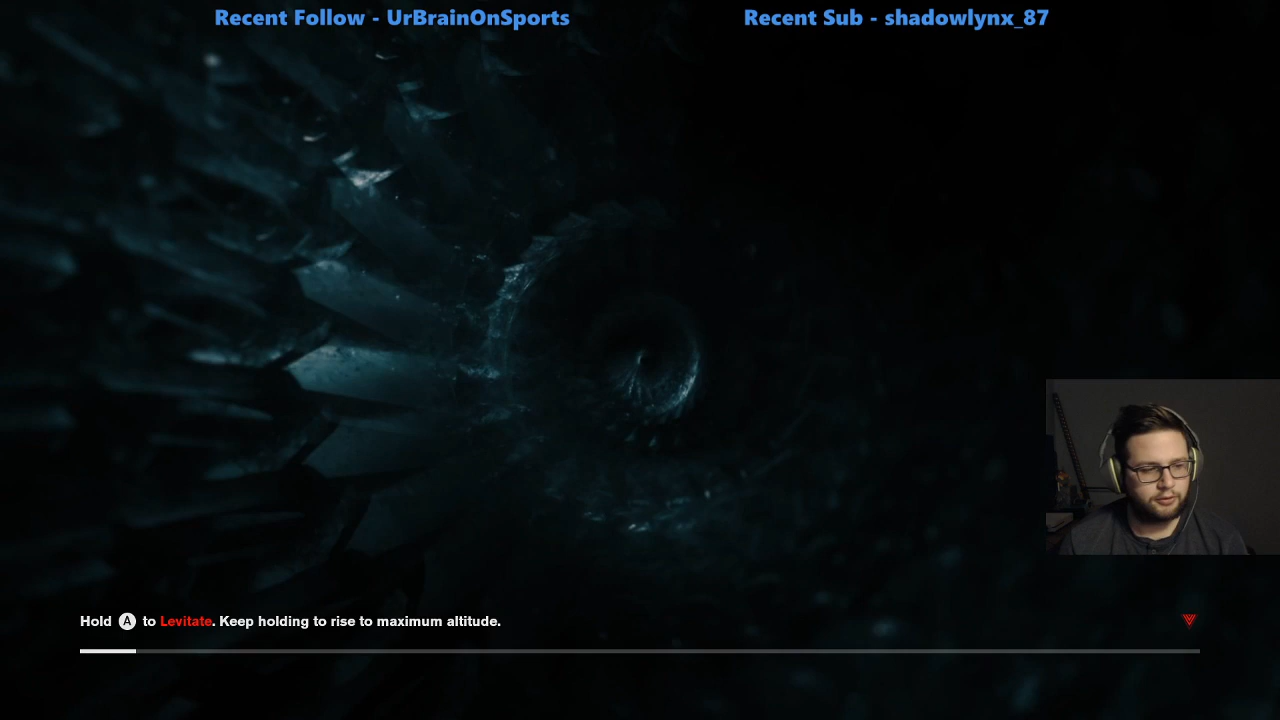 Recent Follow - UrBrainOnSports
Recent Sub - shadowlynx_87
Hold A to Levitate. Keep holding to rise to maximum altitude.